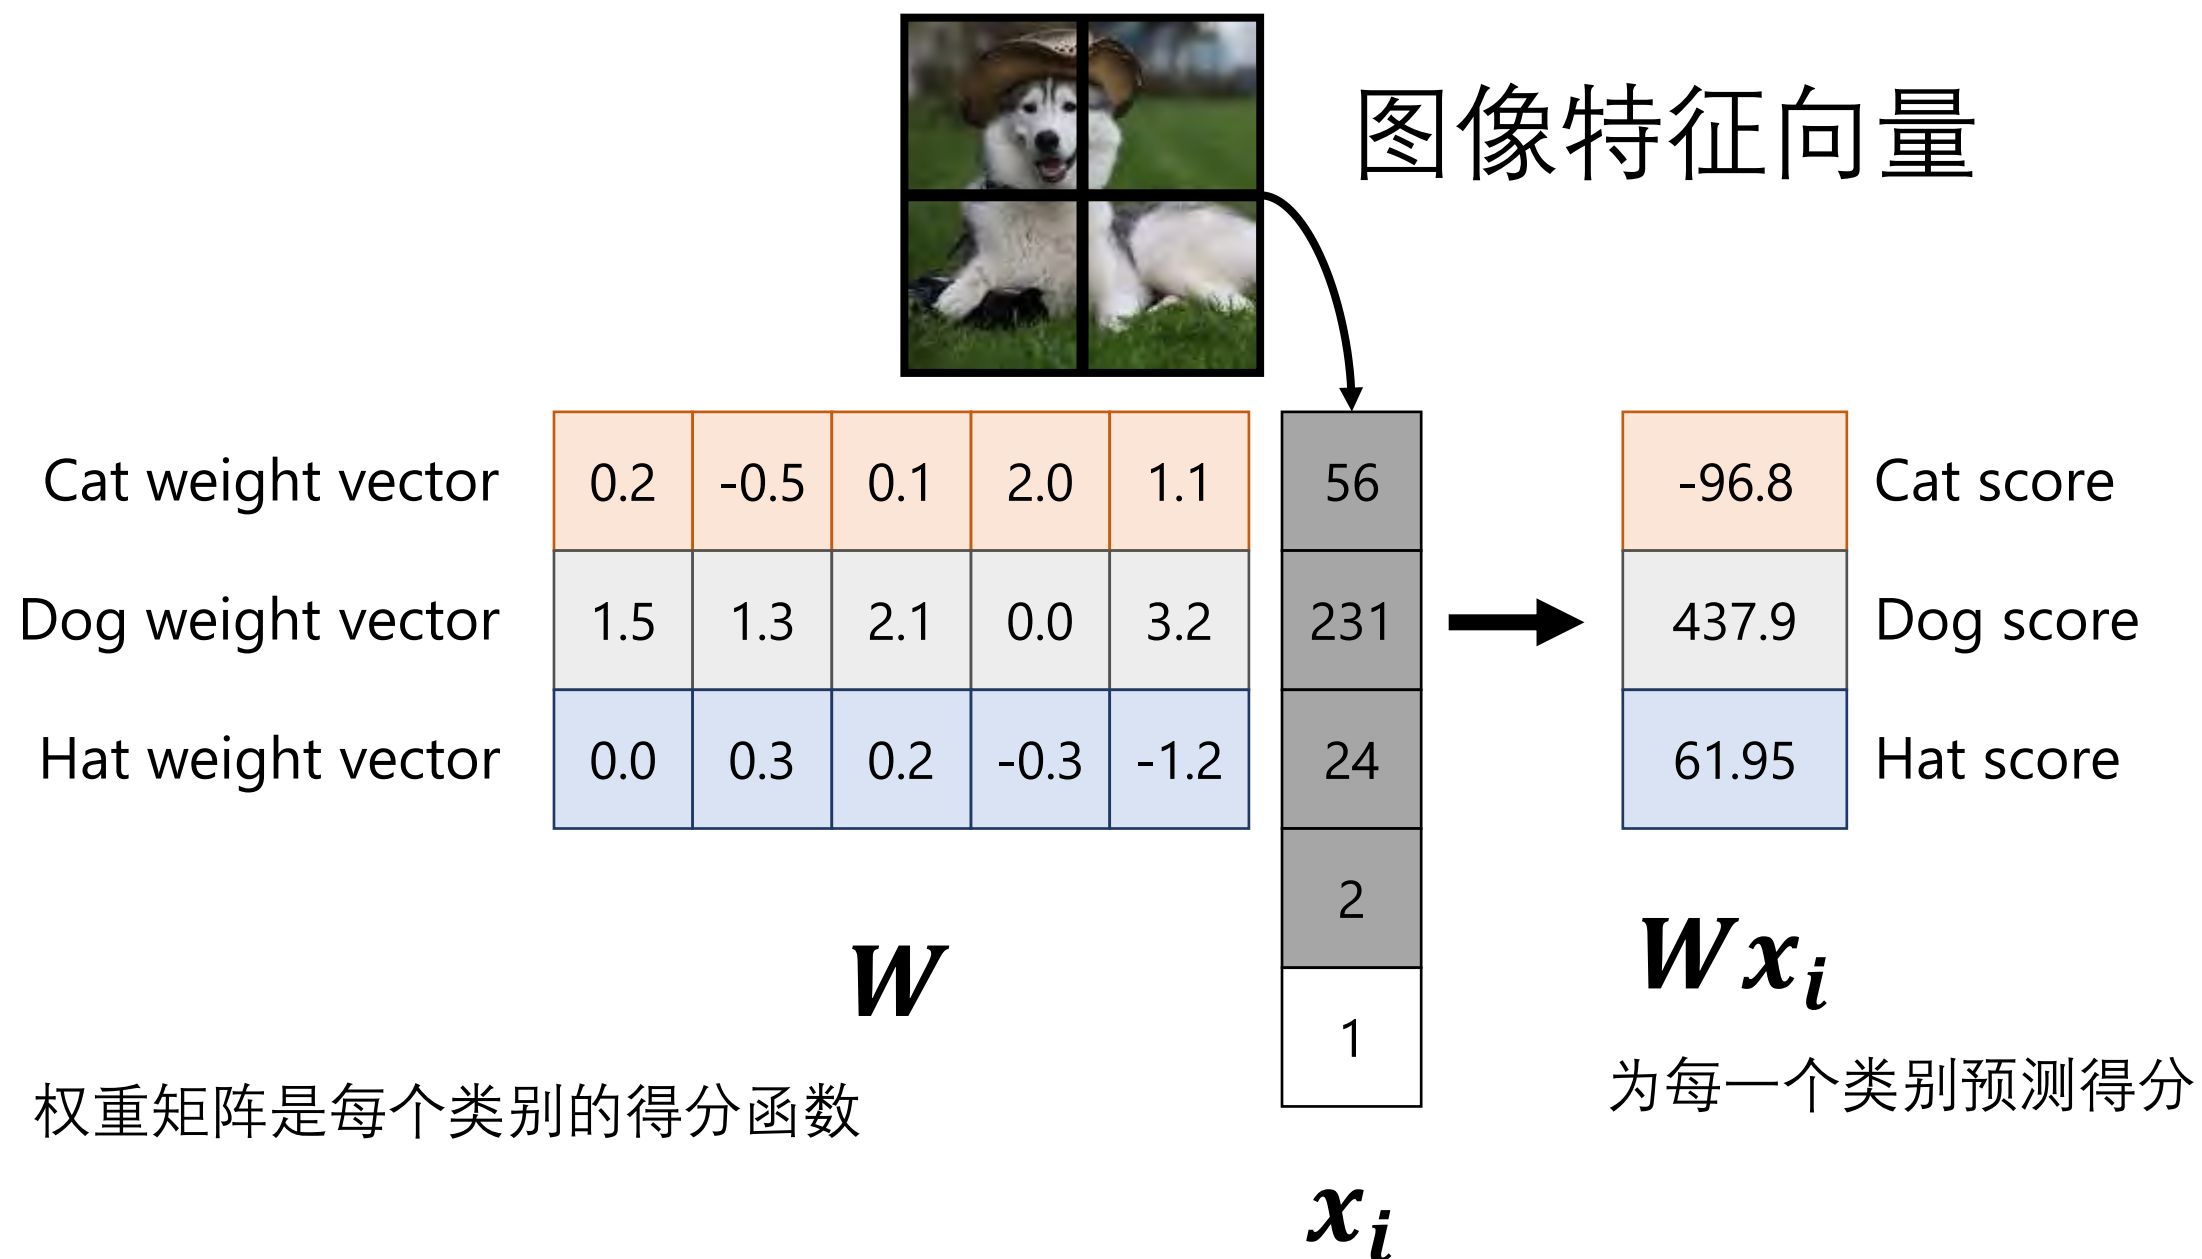 图像特征向量
Cat weight vector 0.2 -0.5 0.1 2.0 1.1 56 -96.8 Cat score
Dog weight vector 1.5 1.3 2.1 0.0 3.2 231 437.9 Dog score
Hat weight vector 0.0 0.3 0.2 -0.3 -1.2 24 61.95 Hat score
2
W
Wx_i
1
权重矩阵是每个类别的得分函数
为每一个类别预测得分
x_i